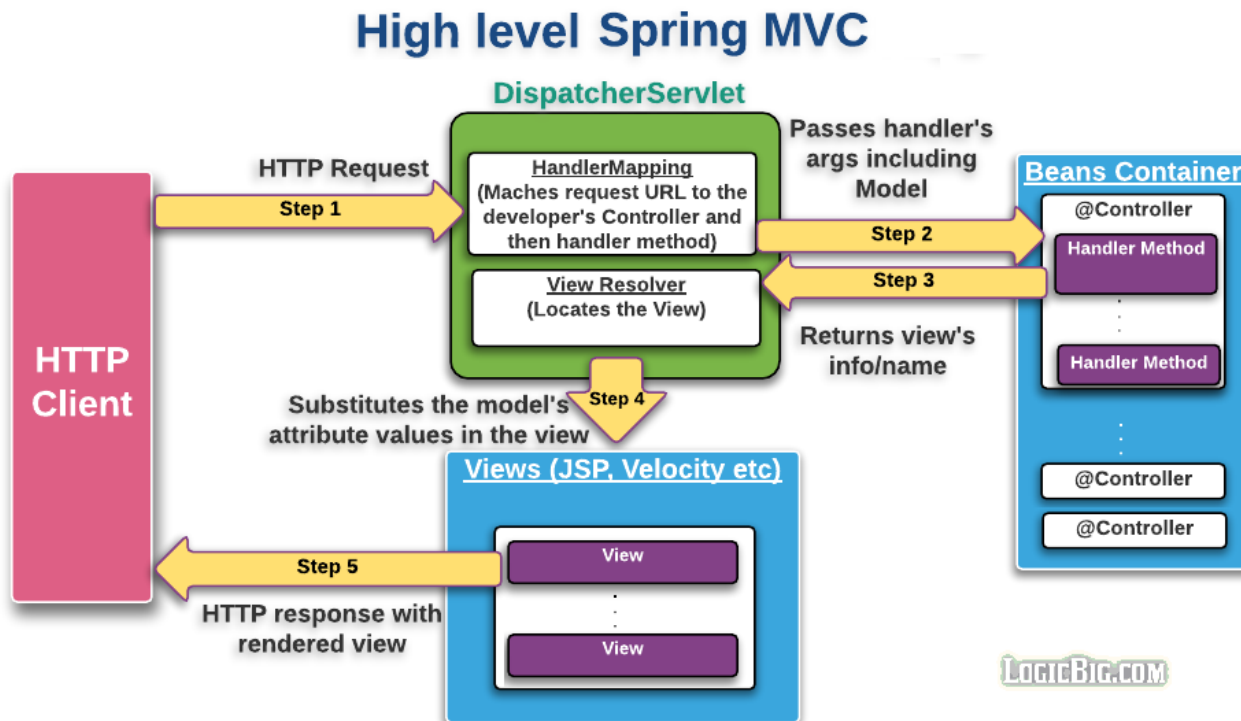 High level Spring MVC
DispatcherServlet
HTTP Request
Step 1
HTTP
Client
HandlerMapping
(Maches request URL to the
developer's Controller and
then handler method)
View Resolver
(Locates the View)
Passes handler's
args including
Model
Step 2
Step 3
Returns view's
info/name
Beans Container
@Controller
Handler Method
Handler Method
@Controller
@Controller
Step 4
Substitutes the model's
attribute values in the view
Views (JSP, Velocity etc)
View
View
Step 5
HTTP response with
rendered view
LogicBig.com